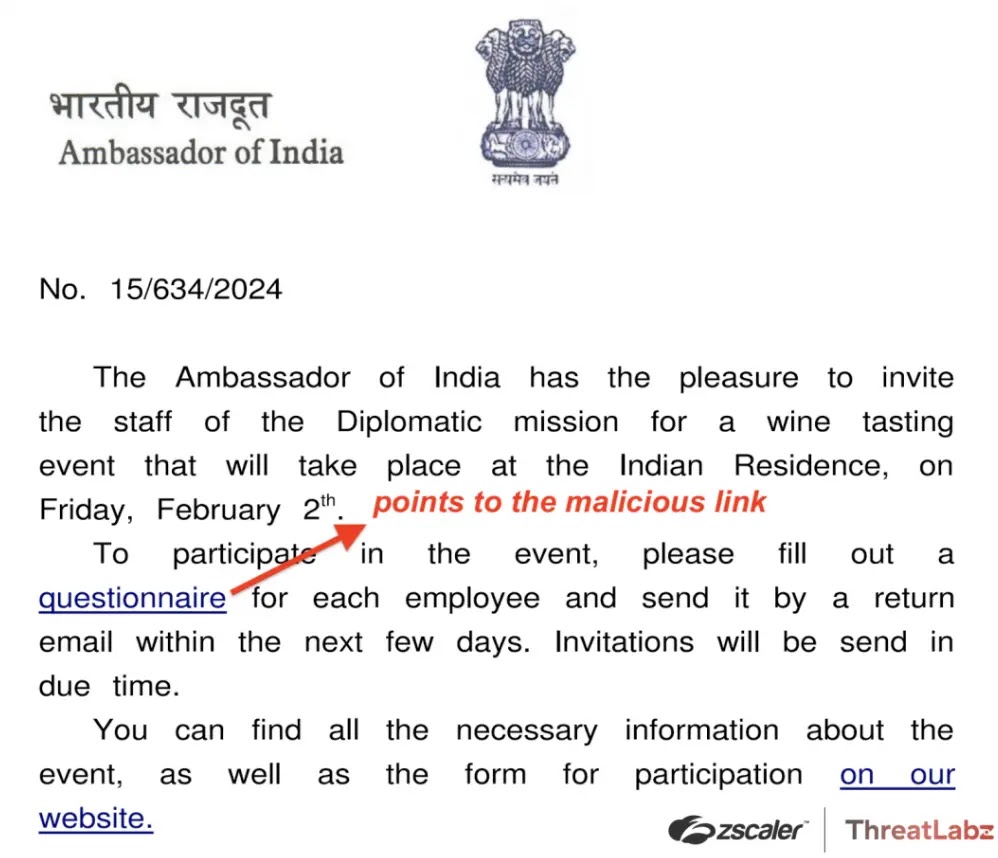 भारतीय राजदूत
Ambassador of India
सत्यमेव जयते
No. 15/634/2024
The Ambassador of India has the pleasure to invite
the staff of the Diplomatic mission for a wine tasting
event that will take place at the Indian Residence, on
Friday, February 2th.
points to the malicious link
To participate in the event, please fill out a
questionnaire for each employee and send it by a return
email within the next few days. Invitations will be send in
due time.
You can find all the necessary information about the
event, as well as the form for participation on our
website.
zscaler™ ThreatLabz